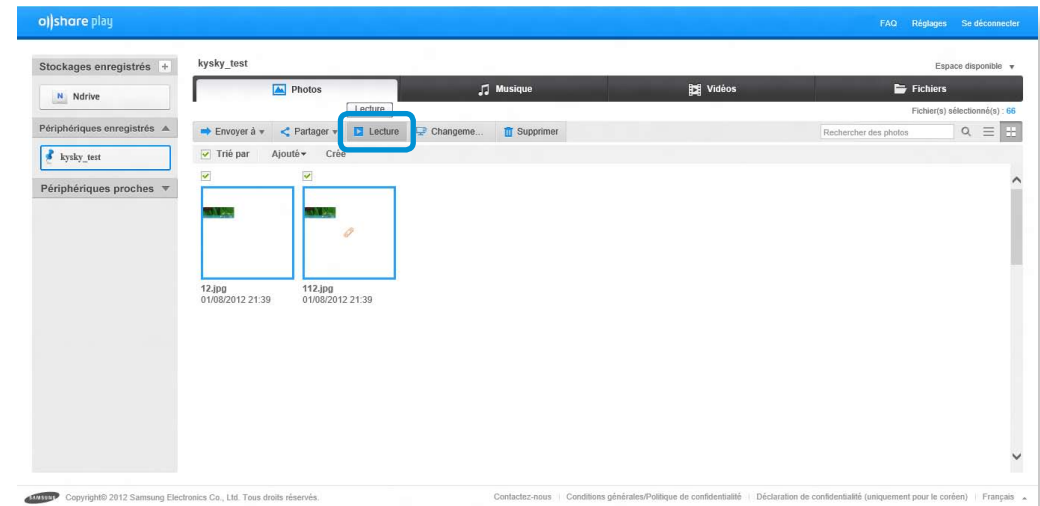 allshare play
FAQ Réglages Se déconnecter
Stockages enregistrés +
kysky_test
Espace disponible
N Ndrive
Photos Musique Vidéos Fichiers
Lecture
Fichier(s) sélectionné(s) : 66
Périphériques enregistrés
Envoyer à Partager Lecture Changeme... Supprimer
Rechercher des photos
kysky_test
Trié par Ajouté Créé
Périphériques proches
12.jpg 112.jpg
01/08/2012 21:39 01/08/2012 21:39
SAMSUNG Copyright© 2012 Samsung Electronics Co., Ltd. Tous droits réservés.
Contactez-nous | Conditions générales/Politique de confidentialité | Déclaration de confidentialité (uniquement pour le coréen) | Français